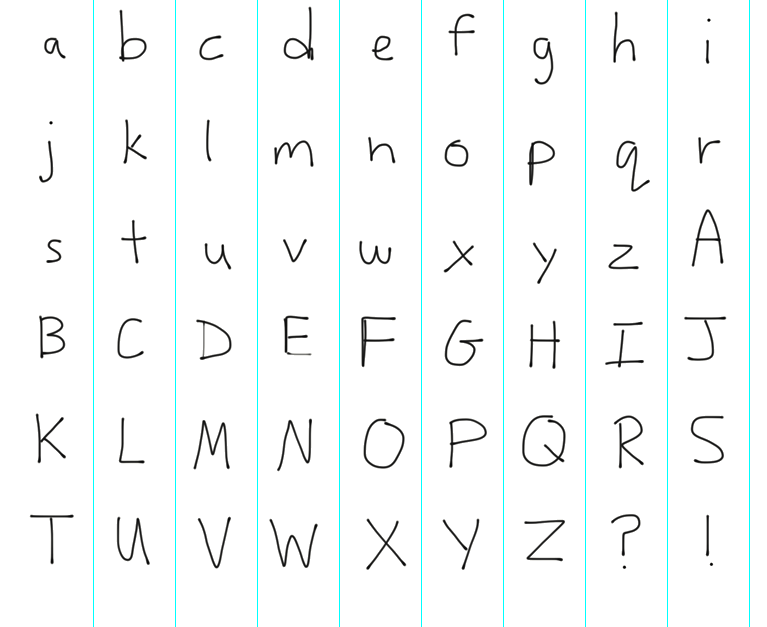 a b c d e f g h i
j k l m n o p q r
s t u v w x y z A
B C D E F G H I J
K L M N O P Q R S
T U V W X Y Z ? !